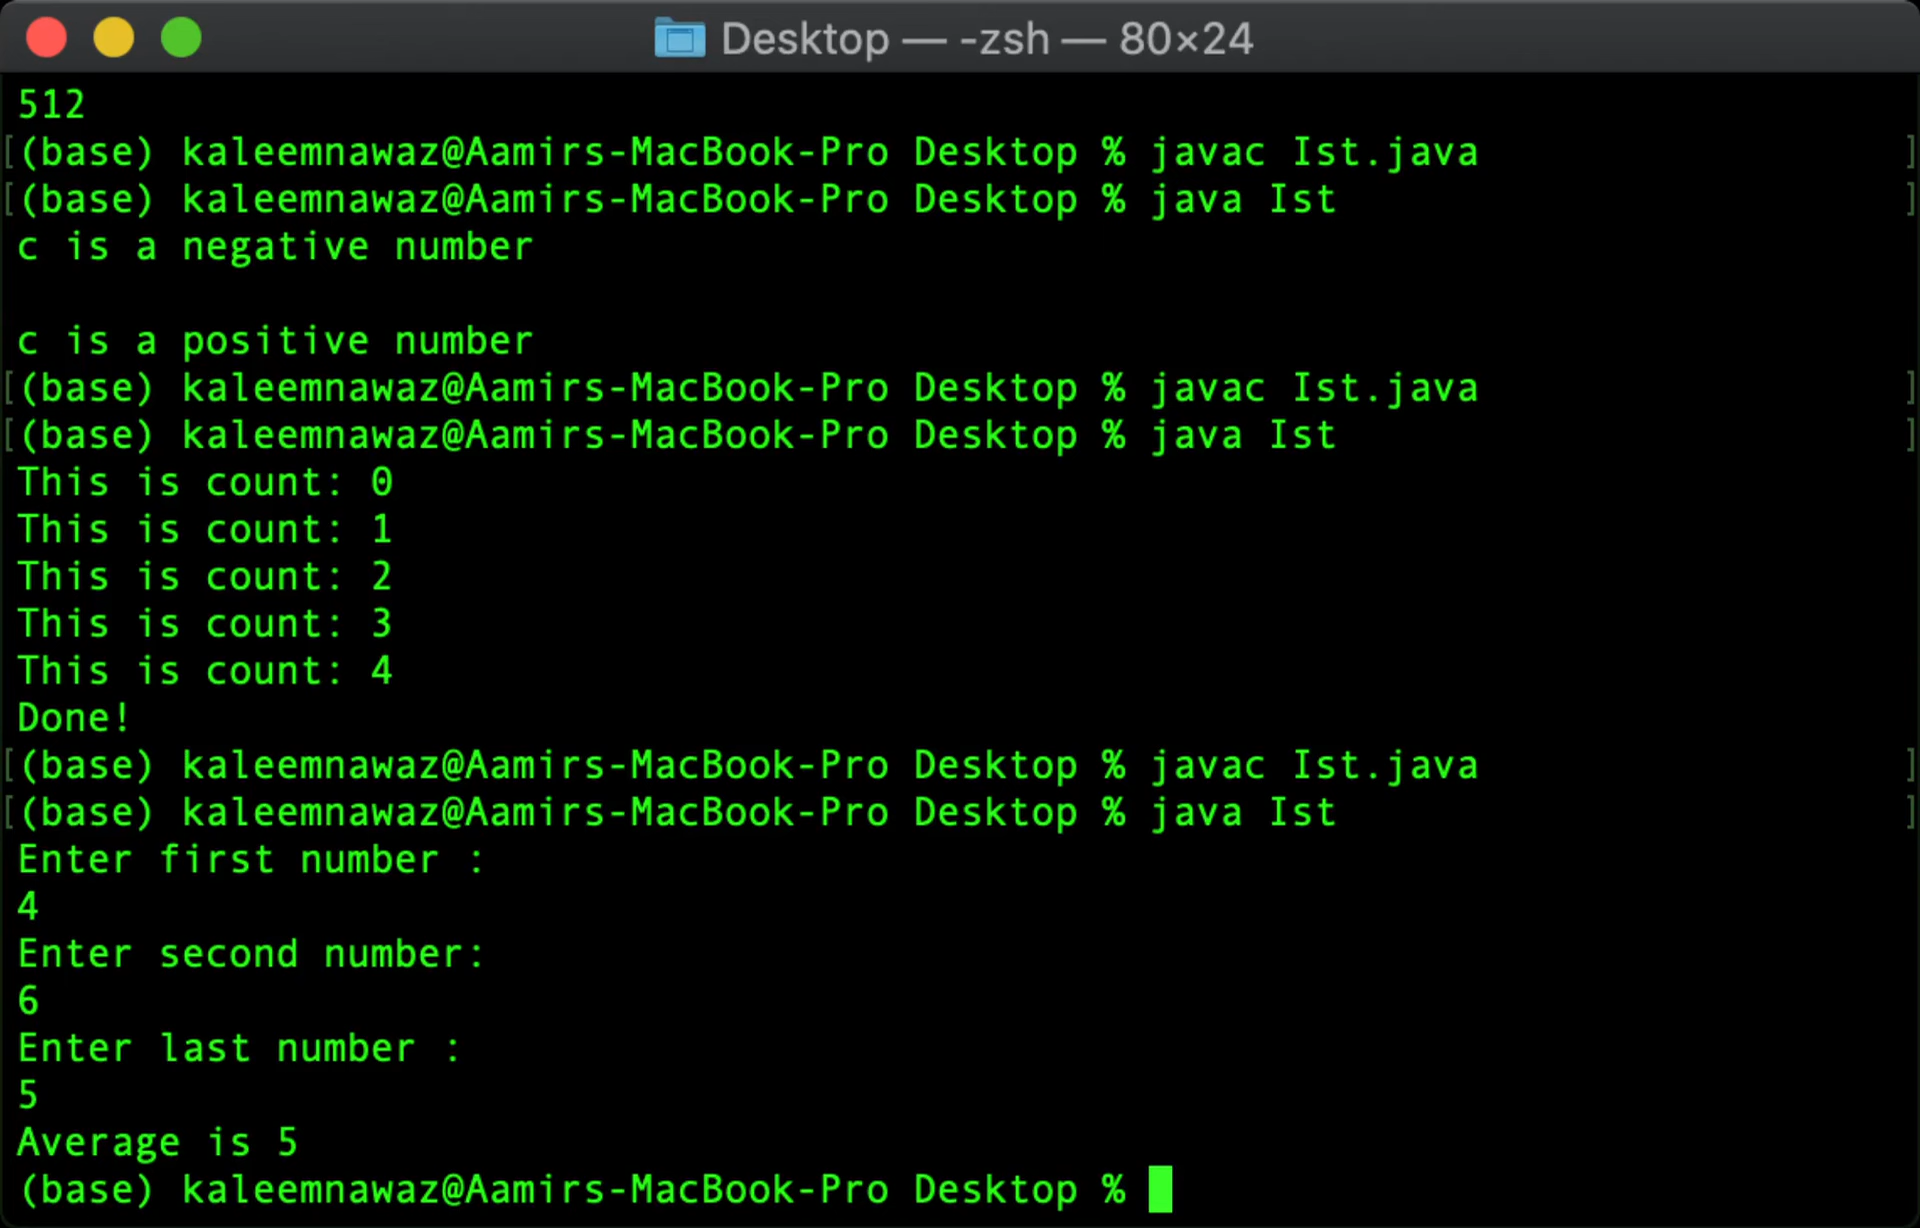 Desktop — -zsh — 80×24
512
[(base) kaleemnawaz@Aamirs-MacBook-Pro Desktop % javac Ist.java ]
[(base) kaleemnawaz@Aamirs-MacBook-Pro Desktop % java Ist ]
c is a negative number
c is a positive number
[(base) kaleemnawaz@Aamirs-MacBook-Pro Desktop % javac Ist.java ]
[(base) kaleemnawaz@Aamirs-MacBook-Pro Desktop % java Ist ]
This is count: 0
This is count: 1
This is count: 2
This is count: 3
This is count: 4
Done!
[(base) kaleemnawaz@Aamirs-MacBook-Pro Desktop % javac Ist.java ]
[(base) kaleemnawaz@Aamirs-MacBook-Pro Desktop % java Ist ]
Enter first number :
4
Enter second number:
6
Enter last number :
5
Average is 5
(base) kaleemnawaz@Aamirs-MacBook-Pro Desktop %